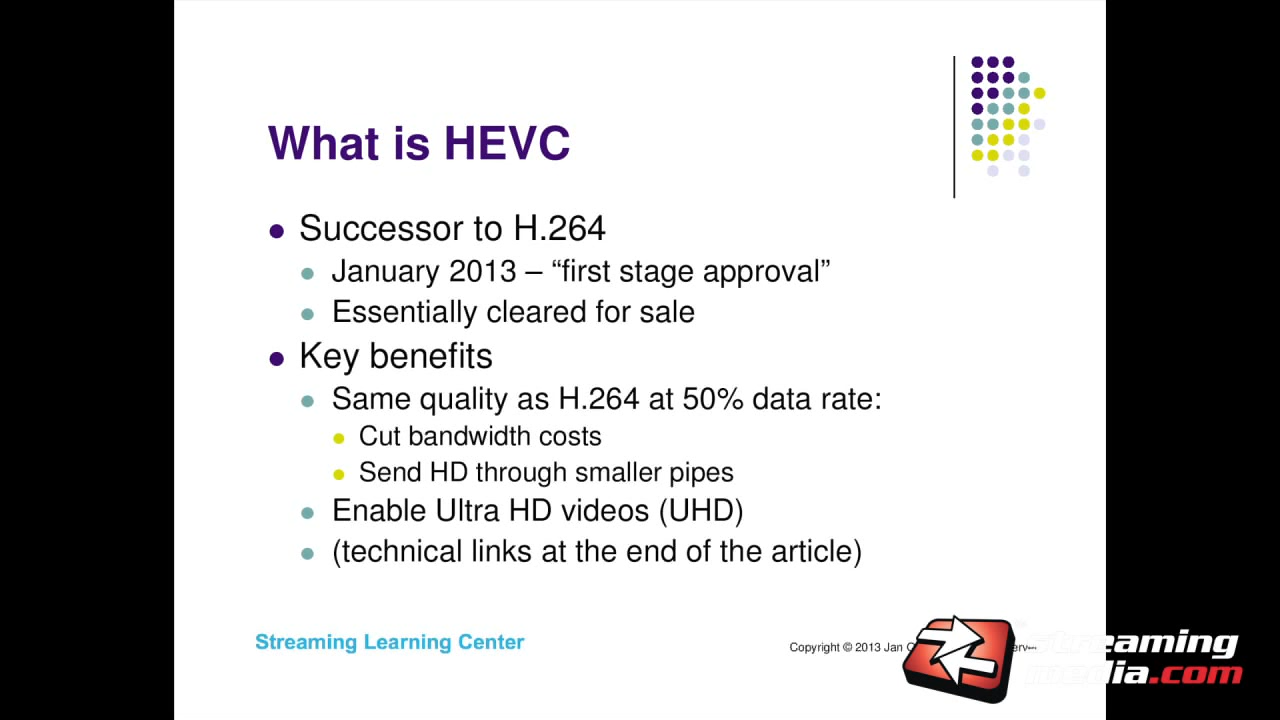 What is HEVC
Successor to H.264
January 2013 – “first stage approval”
Essentially cleared for sale
Key benefits
Same quality as H.264 at 50% data rate:
Cut bandwidth costs
Send HD through smaller pipes
Enable Ultra HD videos (UHD)
(technical links at the end of the article)
Streaming Learning Center
Copyright © 2013 Jan
streaming
media.com